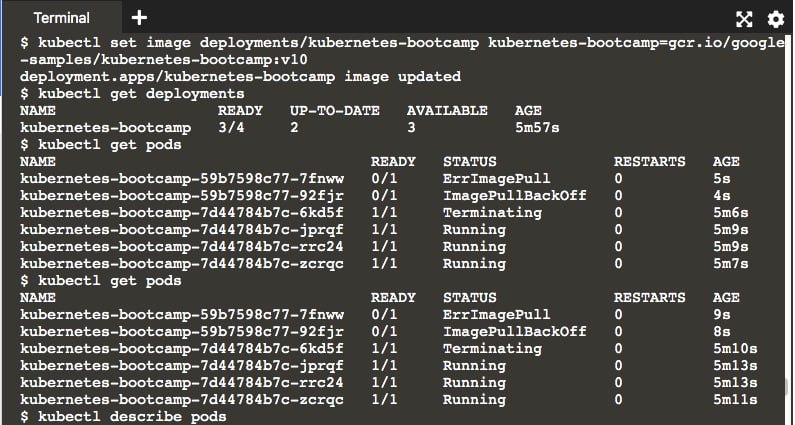 Terminal +
$ kubectl set image deployments/kubernetes-bootcamp kubernetes-bootcamp=gcr.io/google
-samples/kubernetes-bootcamp:v10
deployment.apps/kubernetes-bootcamp image updated
$ kubectl get deployments
NAME READY UP-TO-DATE AVAILABLE AGE
kubernetes-bootcamp 3/4 2 3 5m57s
$ kubectl get pods
NAME READY STATUS RESTARTS AGE
kubernetes-bootcamp-59b7598c77-7fnww 0/1 ErrImagePull 0 5s
kubernetes-bootcamp-59b7598c77-92fjr 0/1 ImagePullBackOff 0 4s
kubernetes-bootcamp-7d44784b7c-6kd5f 1/1 Terminating 0 5m6s
kubernetes-bootcamp-7d44784b7c-jprqf 1/1 Running 0 5m9s
kubernetes-bootcamp-7d44784b7c-rrc24 1/1 Running 0 5m9s
kubernetes-bootcamp-7d44784b7c-zcrqc 1/1 Running 0 5m7s
$ kubectl get pods
NAME READY STATUS RESTARTS AGE
kubernetes-bootcamp-59b7598c77-7fnww 0/1 ErrImagePull 0 9s
kubernetes-bootcamp-59b7598c77-92fjr 0/1 ImagePullBackOff 0 8s
kubernetes-bootcamp-7d44784b7c-6kd5f 1/1 Terminating 0 5m10s
kubernetes-bootcamp-7d44784b7c-jprqf 1/1 Running 0 5m13s
kubernetes-bootcamp-7d44784b7c-rrc24 1/1 Running 0 5m13s
kubernetes-bootcamp-7d44784b7c-zcrqc 1/1 Running 0 5m11s
$ kubectl describe pods